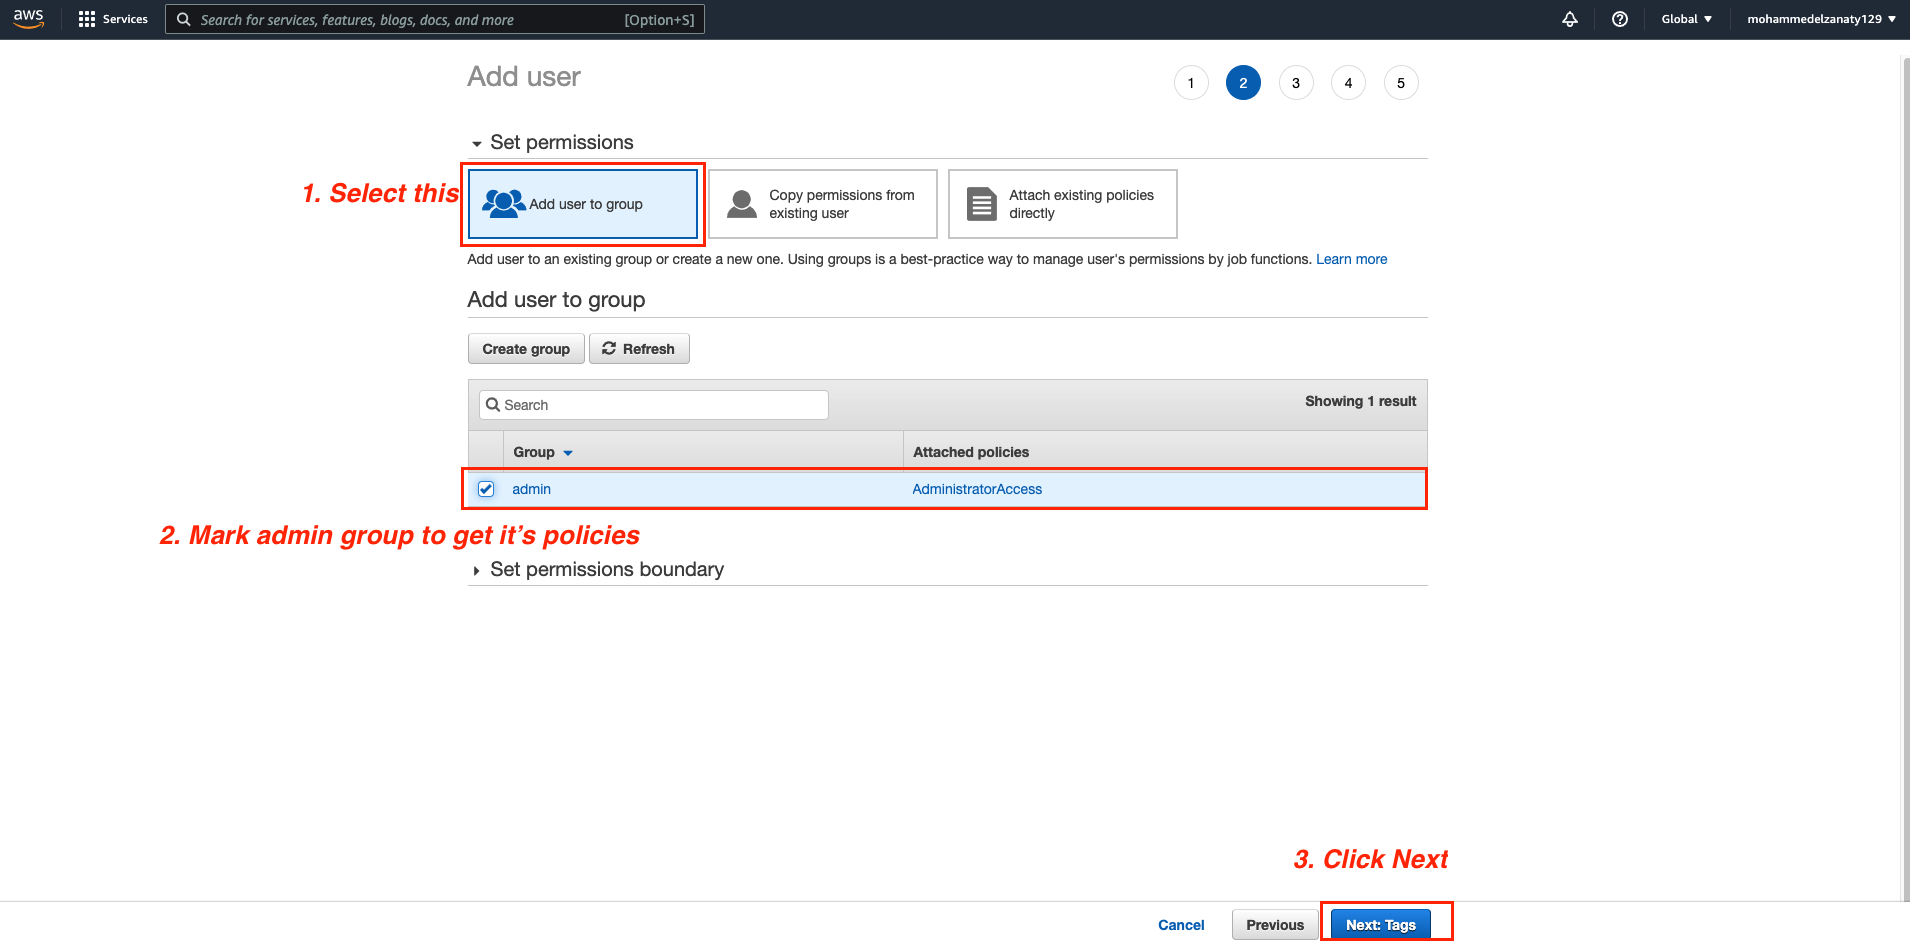 aws Services Search for services, features, blogs, docs, and more [Option+S] Global mohammedelzanaty129
Add user
1 2 3 4 5
Set permissions
1. Select this
Add user to group
Copy permissions from
existing user
Attach existing policies
directly
Add user to an existing group or create a new one. Using groups is a best-practice way to manage user's permissions by job functions. Learn more
Add user to group
Create group Refresh
Search Showing 1 result
Group Attached policies
admin AdministratorAccess
2. Mark admin group to get it’s policies
Set permissions boundary
3. Click Next
Cancel Previous Next: Tags